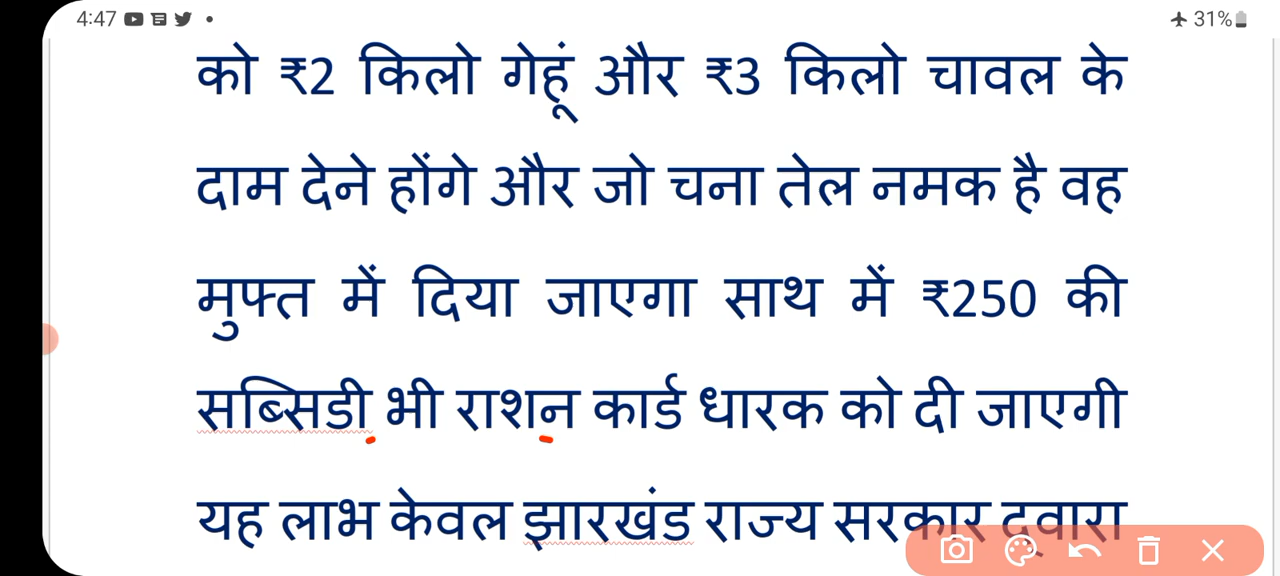 4:47
31%
को ₹2 किलो गेहूं और ₹3 किलो चावल के
दाम देने होंगे और जो चना तेल नमक है वह
मुफ्त में दिया जाएगा साथ में ₹250 की
सब्सिडी भी राशन कार्ड धारक को दी जाएगी
यह लाभ केवल झारखंड राज्य सरकार द्वारा